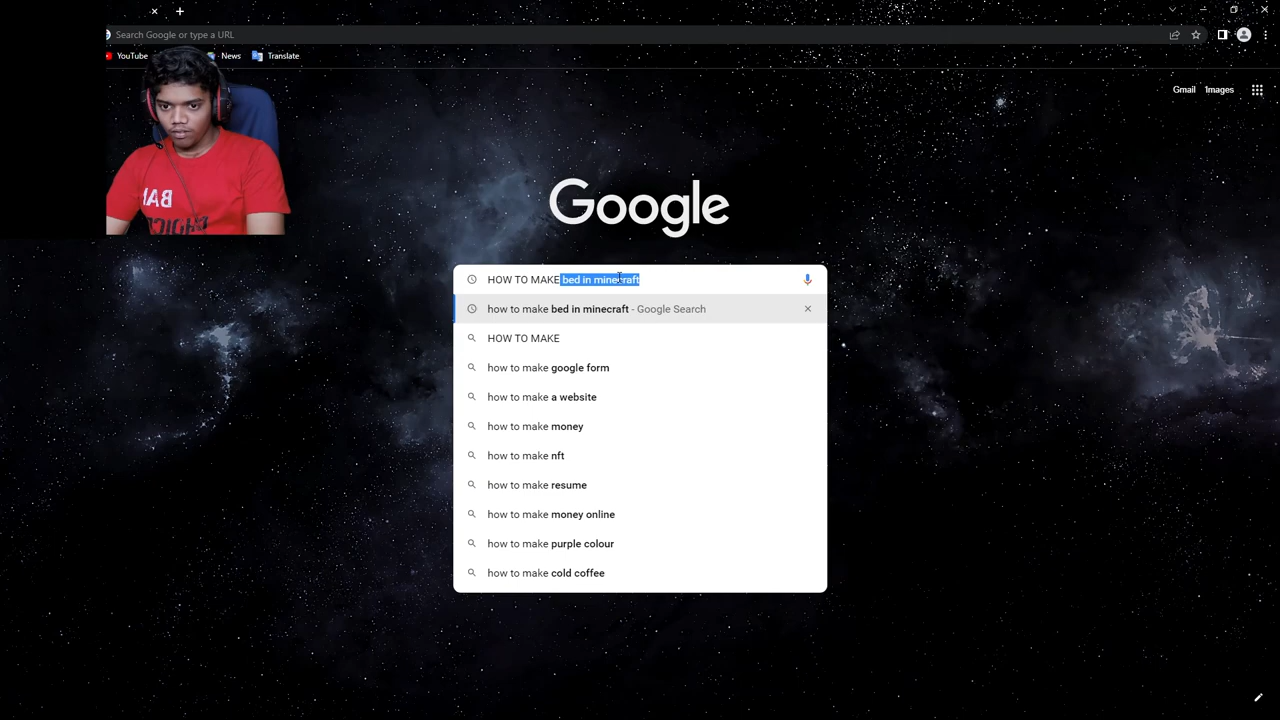 Search Google or type a URL
YouTube
News
Translate
Gmail
Images
Google
HOW TO MAKE bed in minecraft
how to make bed in minecraft - Google Search
HOW TO MAKE
how to make google form
how to make a website
how to make money
how to make nft
how to make resume
how to make money online
how to make purple colour
how to make cold coffee